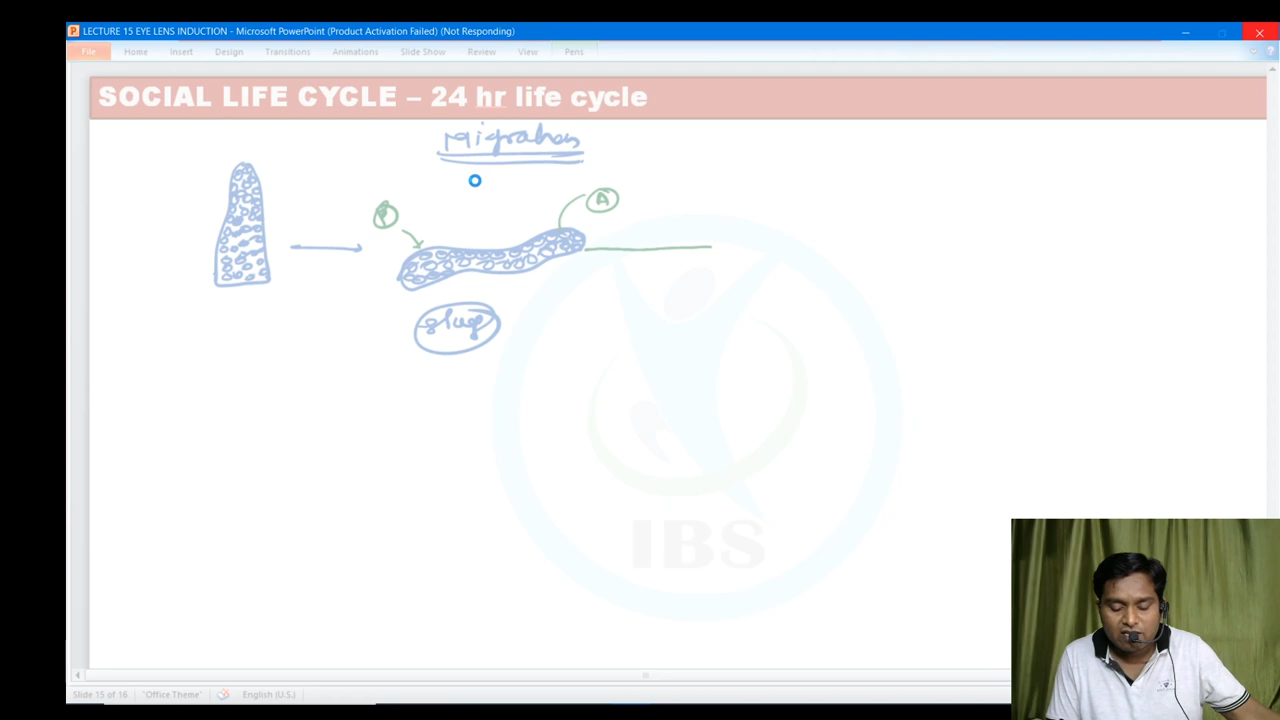 LECTURE 15 EYE LENS INDUCTION - Microsoft PowerPoint (Product Activation Failed) (Not Responding)
File Home Insert Design Transitions Animations Slide Show Review View Pens
SOCIAL LIFE CYCLE – 24 hr life cycle
Migration
A
P
slug
IBS
Slide 15 of 16 "Office Theme" English (U.S.)